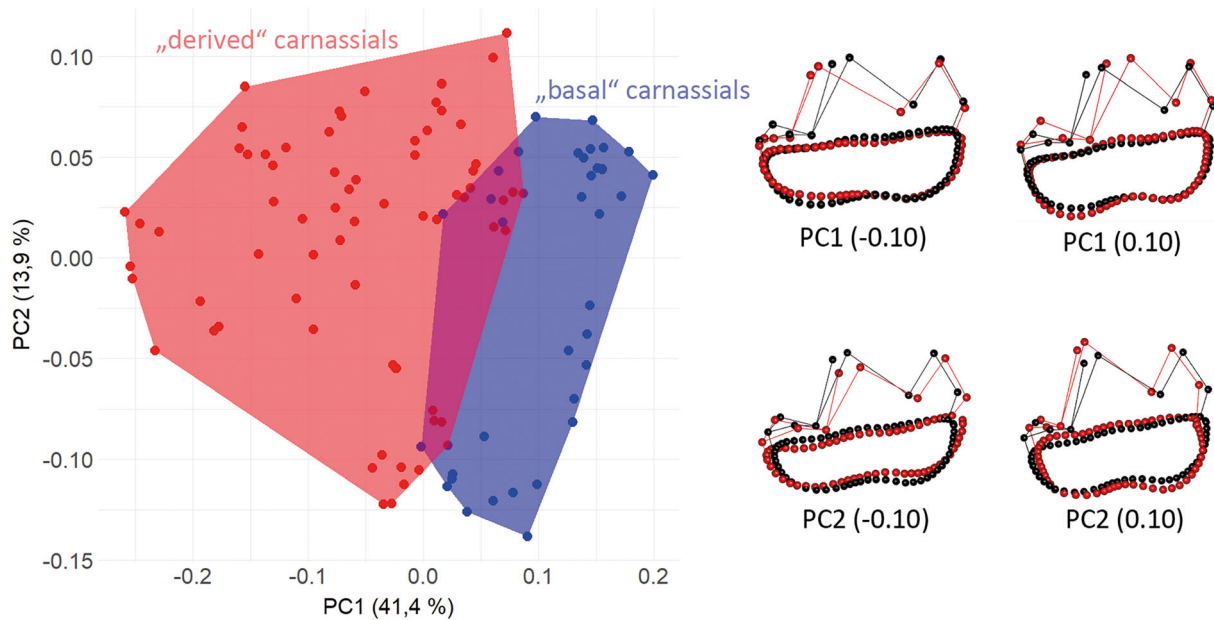 „derived“ carnassials
„basal“ carnassials
0.10
0.05
0.00
-0.05
-0.10
-0.15
PC2 (13,9 %)
-0.2
-0.1
0.0
0.1
0.2
PC1 (41,4 %)
PC1 (-0.10)
PC1 (0.10)
PC2 (-0.10)
PC2 (0.10)